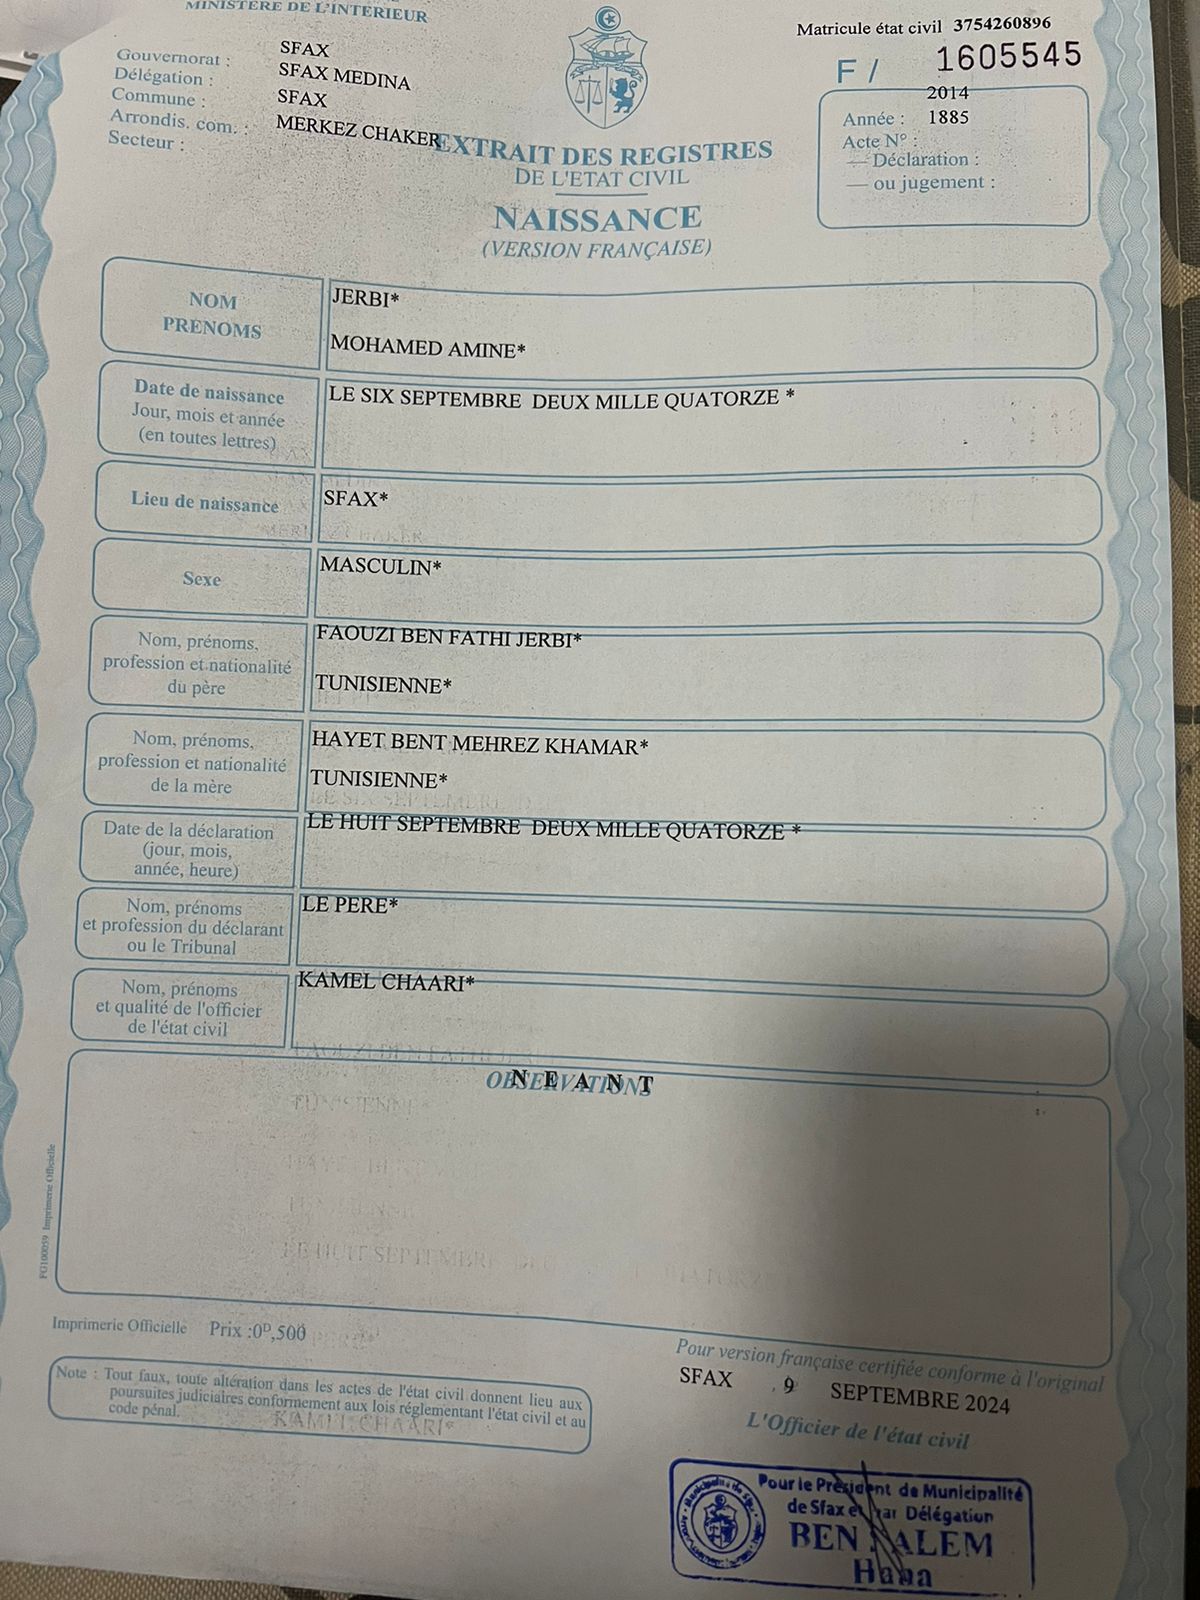 MINISTERE DE L'INTERIEUR
Gouvernorat : SFAX
Délégation : SFAX MEDINA
Commune : SFAX
Arrondis. com. : MERKEZ CHAKER
Secteur :
Matricule état civil 3754260896
F / 1605545
2014
Année : 1885
Acte N° :
— Déclaration :
— ou jugement :
EXTRAIT DES REGISTRES
DE L'ETAT CIVIL
NAISSANCE
(VERSION FRANÇAISE)
NOM
PRENOMS
JERBI*
MOHAMED AMINE*
Date de naissance
Jour, mois et année
(en toutes lettres)
LE SIX SEPTEMBRE DEUX MILLE QUATORZE *
Lieu de naissance
SFAX*
Sexe
MASCULIN*
Nom, prénoms,
profession et nationalité
du père
FAOUZI BEN FATHI JERBI*
TUNISIENNE*
Nom, prénoms,
profession et nationalité
de la mère
HAYET BENT MEHREZ KHAMAR*
TUNISIENNE*
Date de la déclaration
(jour, mois,
année, heure)
LE HUIT SEPTEMBRE DEUX MILLE QUATORZE *
Nom, prénoms
et profession du déclarant
ou le Tribunal
LE PERE*
Nom, prénoms
et qualité de l'officier
de l'état civil
KAMEL CHAARI*
OBSERVATIONS
N E A N T
FG100059 Imprimerie Officielle
Imprimerie Officielle Prix :0ᴰ,500
Note : Tout faux, toute altération dans les actes de l'état civil donnent lieu aux
poursuites judiciaires conformement aux lois réglementant l'état civil et au
code pénal.
Pour version française certifiée conforme à l'original
SFAX , 9 SEPTEMBRE 2024
L'Officier de l'état civil
Pour le Président de Municipalité
de Sfax et par Délégation
BEN SALEM
Hana